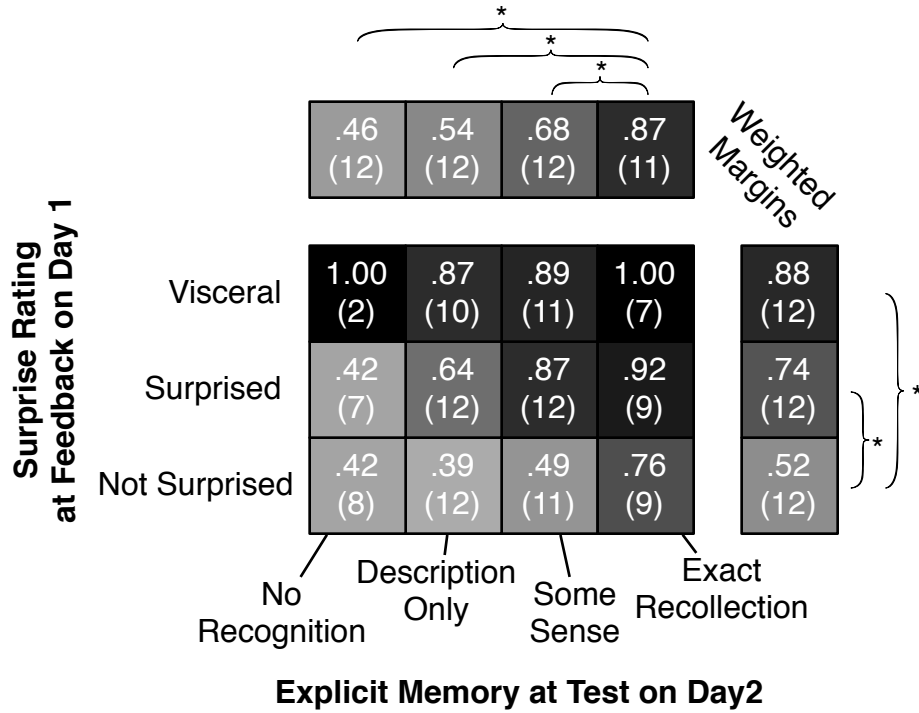 *
*
*
.46 .54 .68 .87
(12) (12) (12) (11)
Weighted
Margins
Surprise Rating
at Feedback on Day 1
Visceral
1.00 .87 .89 1.00 .88
(2) (10) (11) (7) (12)
Surprised
.42 .64 .87 .92 .74
(7) (12) (12) (9) (12)
*
*
Not Surprised
.42 .39 .49 .76 .52
(8) (12) (11) (9) (12)
No
Recognition
Description
Only
Some
Sense
Exact
Recollection
Explicit Memory at Test on Day2